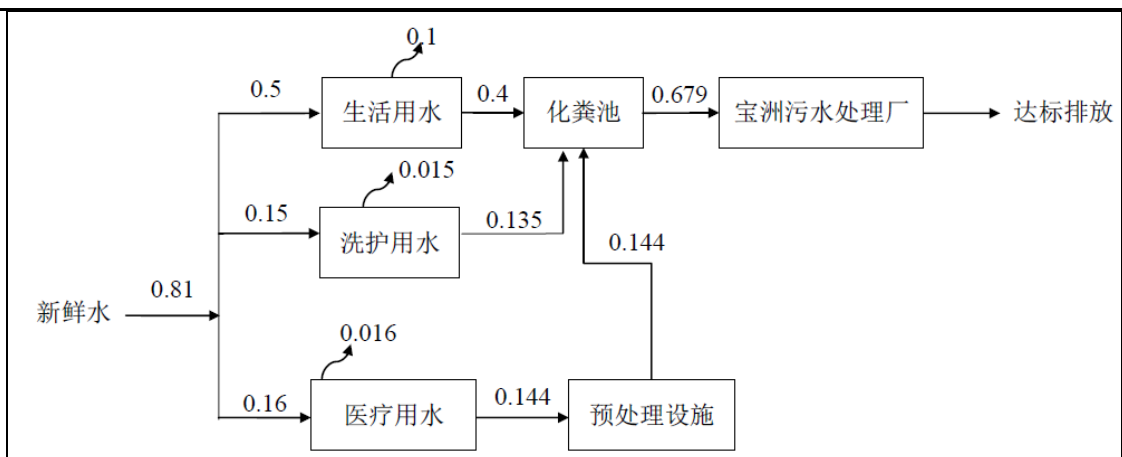 0.1
0.5
生活用水
0.4
化粪池
0.679
宝洲污水处理厂
达标排放
0.015
0.15
洗护用水
0.135
0.144
新鲜水
0.81
0.016
0.16
医疗用水
0.144
预处理设施